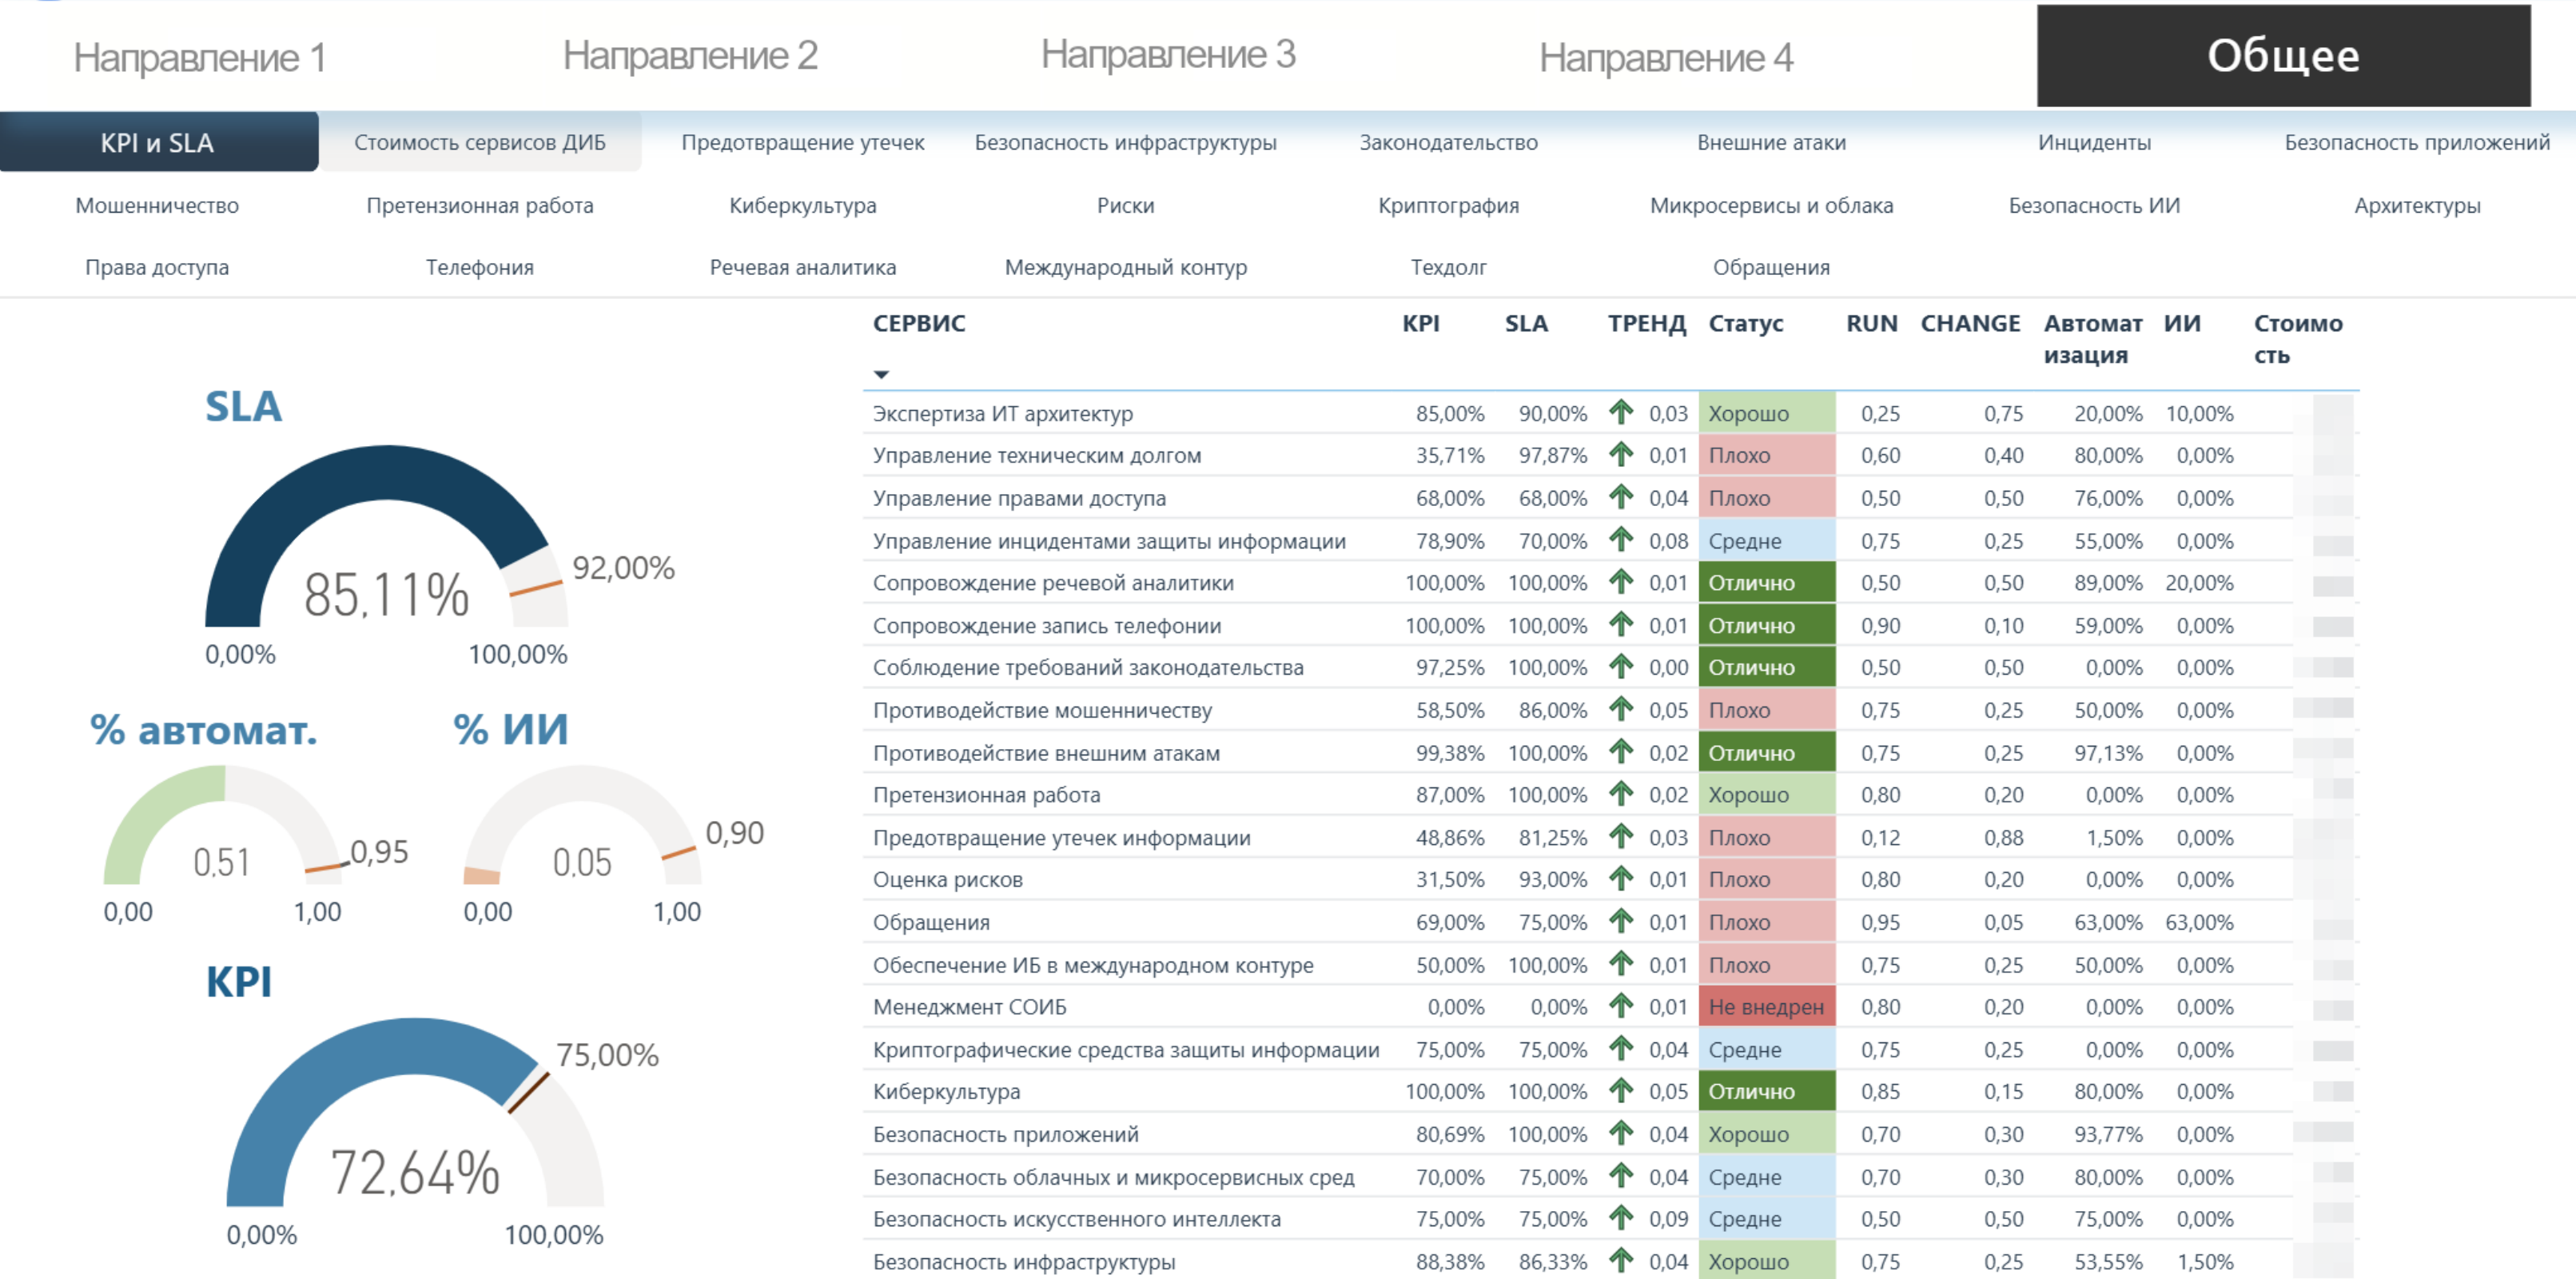 Направление 1 Направление 2 Направление 3 Направление 4 Общее
KPI и SLA Стоимость сервисов ДИБ Предотвращение утечек Безопасность инфраструктуры Законодательство Внешние атаки Инциденты Безопасность приложений
Мошенничество Претензионная работа Киберкультура Риски Криптография Микросервисы и облака Безопасность ИИ Архитектуры
Права доступа Телефония Речевая аналитика Международный контур Техдолг Обращения
SLA
92,00%
85,11%
0,00% 100,00%
% автомат. % ИИ
0,51 0,95 0,05 0,90
0,00 1,00 0,00 1,00
KPI
75,00%
72,64%
0,00% 100,00%
СЕРВИС KPI SLA ТРЕНД Статус RUN CHANGE Автомат ИИ Стоимо
изация сть
Экспертиза ИТ архитектур 85,00% 90,00% 0,03 Хорошо 0,25 0,75 20,00% 10,00%
Управление техническим долгом 35,71% 97,87% 0,01 Плохо 0,60 0,40 80,00% 0,00%
Управление правами доступа 68,00% 68,00% 0,04 Плохо 0,50 0,50 76,00% 0,00%
Управление инцидентами защиты информации 78,90% 70,00% 0,08 Средне 0,75 0,25 55,00% 0,00%
Сопровождение речевой аналитики 100,00% 100,00% 0,01 Отлично 0,50 0,50 89,00% 20,00%
Сопровождение запись телефонии 100,00% 100,00% 0,01 Отлично 0,90 0,10 59,00% 0,00%
Соблюдение требований законодательства 97,25% 100,00% 0,00 Отлично 0,50 0,50 0,00% 0,00%
Противодействие мошенничеству 58,50% 86,00% 0,05 Плохо 0,75 0,25 50,00% 0,00%
Противодействие внешним атакам 99,38% 100,00% 0,02 Отлично 0,75 0,25 97,13% 0,00%
Претензионная работа 87,00% 100,00% 0,02 Хорошо 0,80 0,20 0,00% 0,00%
Предотвращение утечек информации 48,86% 81,25% 0,03 Плохо 0,12 0,88 1,50% 0,00%
Оценка рисков 31,50% 93,00% 0,01 Плохо 0,80 0,20 0,00% 0,00%
Обращения 69,00% 75,00% 0,01 Плохо 0,95 0,05 63,00% 63,00%
Обеспечение ИБ в международном контуре 50,00% 100,00% 0,01 Плохо 0,75 0,25 50,00% 0,00%
Менеджмент СОИБ 0,00% 0,00% 0,01 Не внедрен 0,80 0,20 0,00% 0,00%
Криптографические средства защиты информации 75,00% 75,00% 0,04 Средне 0,75 0,25 0,00% 0,00%
Киберкультура 100,00% 100,00% 0,05 Отлично 0,85 0,15 80,00% 0,00%
Безопасность приложений 80,69% 100,00% 0,04 Хорошо 0,70 0,30 93,77% 0,00%
Безопасность облачных и микросервисных сред 70,00% 75,00% 0,04 Средне 0,70 0,30 80,00% 0,00%
Безопасность искусственного интеллекта 75,00% 75,00% 0,09 Средне 0,50 0,50 75,00% 0,00%
Безопасность инфраструктуры 88,38% 86,33% 0,04 Хорошо 0,75 0,25 53,55% 1,50%